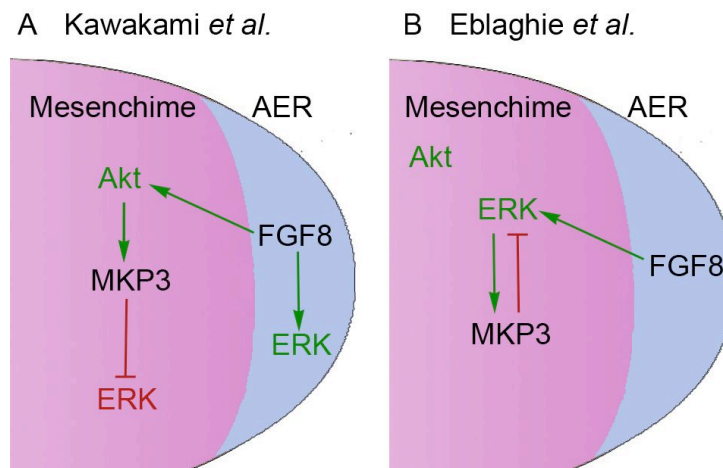 A Kawakami et al.
Mesenchime AER
Akt
FGF8
MKP3
ERK
ERK
B Eblaghie et al.
Mesenchime AER
Akt
ERK
FGF8
MKP3